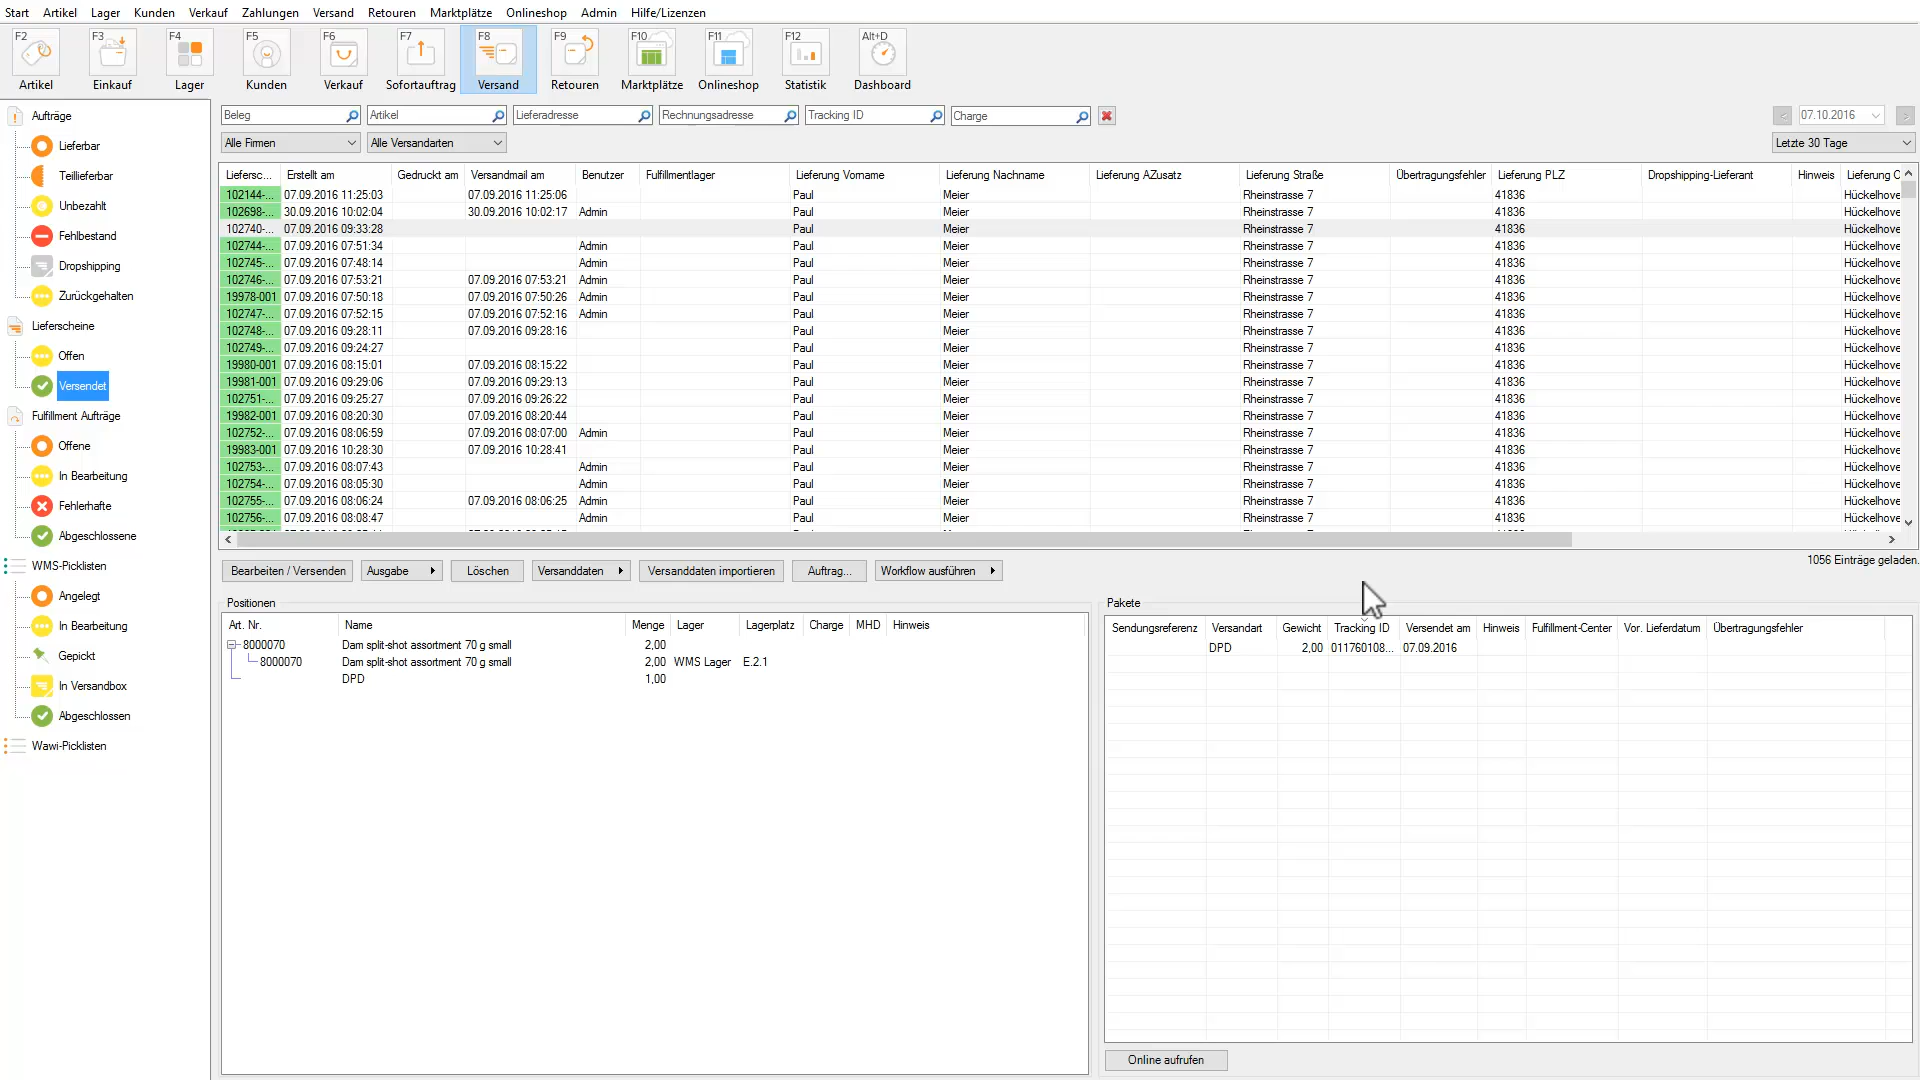 Start Artikel Lager Kunden Verkauf Zahlungen Versand Retouren Marktplätze Onlineshop Admin Hilfe/Lizenzen
F2 F3 F4 F5 F6 F7 F8 F9 F10 F11 F12 Alt+D
Artikel Einkauf Lager Kunden Verkauf Sofortauftrag Versand Retouren Marktplätze Onlineshop Statistik Dashboard
Aufträge
Lieferbar
Teillieferbar
Unbezahlt
Fehlbestand
Dropshipping
Zurückgehalten
Lieferscheine
Offen
Versendet
Fulfillment Aufträge
Offene
In Bearbeitung
Fehlerhafte
Abgeschlossene
WMS-Picklisten
Angelegt
In Bearbeitung
Gepickt
In Versandbox
Abgeschlossen
Wawi-Picklisten
Beleg Artikel Lieferadresse Rechnungsadresse Tracking ID Charge < 07.10.2016 >
Alle Firmen Alle Versandarten Letzte 30 Tage
Liefersc... Erstellt am Gedruckt am Versandmail am Benutzer Fulfillmentlager Lieferung Vorname Lieferung Nachname Lieferung AZusatz Lieferung Straße Übertragungsfehler Lieferung PLZ Dropshipping-Lieferant Hinweis Lieferung O
102144-... 07.09.2016 11:25:03 07.09.2016 11:25:06 Paul Meier Rheinstrasse 7 41836 Hückelhove
102698-... 30.09.2016 10:02:04 30.09.2016 10:02:17 Admin Paul Meier Rheinstrasse 7 41836 Hückelhove
102740-... 07.09.2016 09:33:28 Paul Meier Rheinstrasse 7 41836 Hückelhove
102744-... 07.09.2016 07:51:34 Admin Paul Meier Rheinstrasse 7 41836 Hückelhove
102745-... 07.09.2016 07:48:14 Admin Paul Meier Rheinstrasse 7 41836 Hückelhove
102746-... 07.09.2016 07:53:21 07.09.2016 07:53:21 Admin Paul Meier Rheinstrasse 7 41836 Hückelhove
19978-001 07.09.2016 07:50:18 07.09.2016 07:50:26 Admin Paul Meier Rheinstrasse 7 41836 Hückelhove
102747-... 07.09.2016 07:52:15 07.09.2016 07:52:16 Admin Paul Meier Rheinstrasse 7 41836 Hückelhove
102748-... 07.09.2016 09:28:11 07.09.2016 09:28:16 Paul Meier Rheinstrasse 7 41836 Hückelhove
102749-... 07.09.2016 09:24:27 Paul Meier Rheinstrasse 7 41836 Hückelhove
19980-001 07.09.2016 08:15:01 07.09.2016 08:15:22 Paul Meier Rheinstrasse 7 41836 Hückelhove
19981-001 07.09.2016 09:29:06 07.09.2016 09:29:13 Paul Meier Rheinstrasse 7 41836 Hückelhove
102751-... 07.09.2016 09:25:27 07.09.2016 09:26:22 Paul Meier Rheinstrasse 7 41836 Hückelhove
19982-001 07.09.2016 08:20:30 07.09.2016 08:20:44 Paul Meier Rheinstrasse 7 41836 Hückelhove
102752-... 07.09.2016 08:06:59 07.09.2016 08:07:00 Admin Paul Meier Rheinstrasse 7 41836 Hückelhove
19983-001 07.09.2016 10:28:30 07.09.2016 10:28:41 Paul Meier Rheinstrasse 7 41836 Hückelhove
102753-... 07.09.2016 08:07:43 Admin Paul Meier Rheinstrasse 7 41836 Hückelhove
102754-... 07.09.2016 08:05:30 Admin Paul Meier Rheinstrasse 7 41836 Hückelhove
102755-... 07.09.2016 08:06:24 07.09.2016 08:06:25 Admin Paul Meier Rheinstrasse 7 41836 Hückelhove
102756-... 07.09.2016 08:08:47 Admin Paul Meier Rheinstrasse 7 41836 Hückelhove
1056 Einträge geladen.
Bearbeiten / Versenden Ausgabe Löschen Versanddaten Versanddaten importieren Auftrag... Workflow ausführen
Positionen
Art. Nr. Name Menge Lager Lagerplatz Charge MHD Hinweis
8000070 Dam split-shot assortment 70 g small 2,00
8000070 Dam split-shot assortment 70 g small 2,00 WMS Lager E.2.1
DPD 1,00
Pakete
Sendungsreferenz Versandart Gewicht Tracking ID Versendet am Hinweis Fulfillment-Center Vor. Lieferdatum Übertragungsfehler
DPD 2,00 011760108... 07.09.2016
Online aufrufen